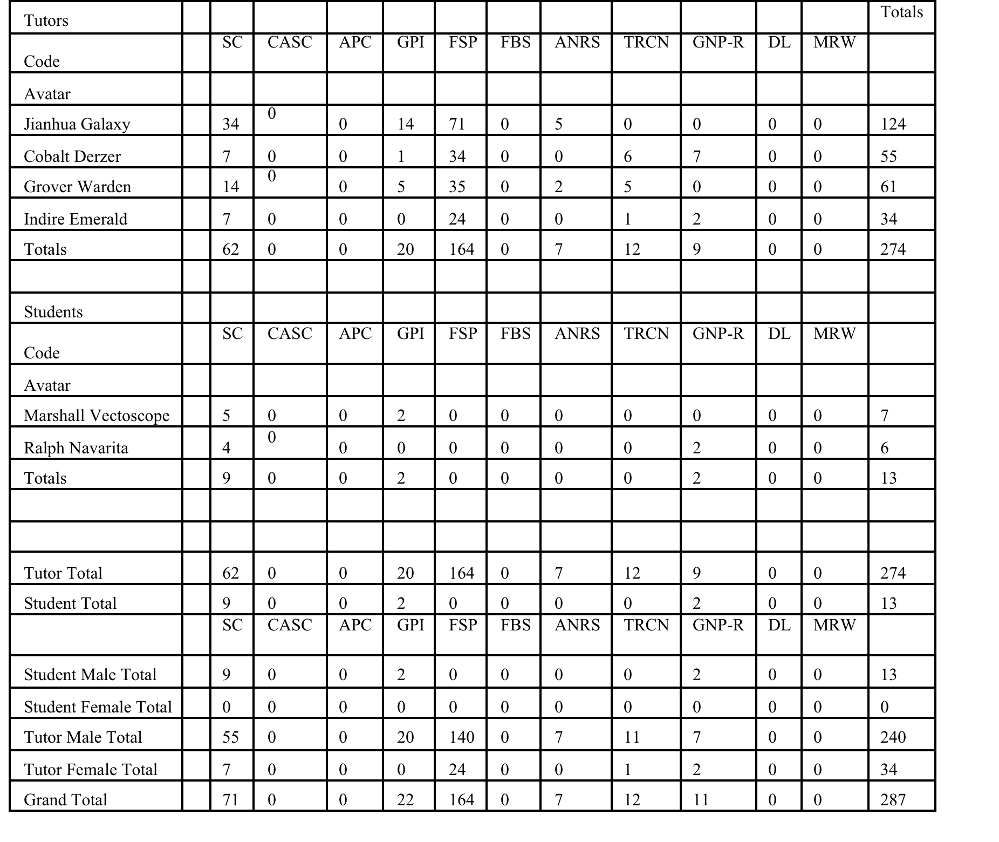 Tutors Totals
Code SC CASC APC GPI FSP FBS ANRS TRCN GNP-R DL MRW
Avatar
Jianhua Galaxy 34 0 0 14 71 0 5 0 0 0 0 124
Cobalt Derzer 7 0 0 1 34 0 0 6 7 0 0 55
Grover Warden 14 0 0 5 35 0 2 5 0 0 0 61
Indire Emerald 7 0 0 0 24 0 0 1 2 0 0 34
Totals 62 0 0 20 164 0 7 12 9 0 0 274
Students
Code SC CASC APC GPI FSP FBS ANRS TRCN GNP-R DL MRW
Avatar
Marshall Vectoscope 5 0 0 2 0 0 0 0 0 0 0 7
Ralph Navarita 4 0 0 0 0 0 0 0 2 0 0 6
Totals 9 0 0 2 0 0 0 0 2 0 0 13
Tutor Total 62 0 0 20 164 0 7 12 9 0 0 274
Student Total 9 0 0 2 0 0 0 0 2 0 0 13
SC CASC APC GPI FSP FBS ANRS TRCN GNP-R DL MRW
Student Male Total 9 0 0 2 0 0 0 0 2 0 0 13
Student Female Total 0 0 0 0 0 0 0 0 0 0 0 0
Tutor Male Total 55 0 0 20 140 0 7 11 7 0 0 240
Tutor Female Total 7 0 0 0 24 0 0 1 2 0 0 34
Grand Total 71 0 0 22 164 0 7 12 11 0 0 287